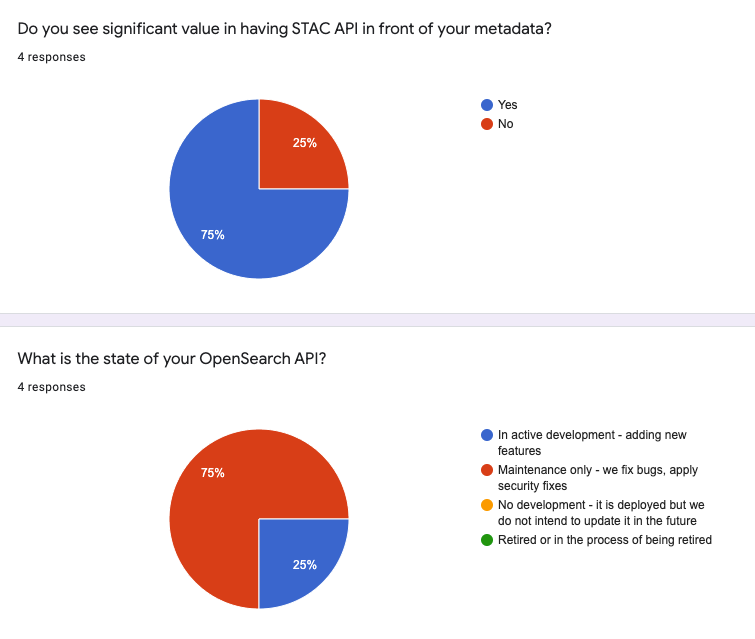 Do you see significant value in having STAC API in front of your metadata?
4 responses
25%
75%
Yes
No
What is the state of your OpenSearch API?
4 responses
75%
25%
In active development - adding new
features
Maintenance only - we fix bugs, apply
security fixes
No development - it is deployed but we
do not intend to update it in the future
Retired or in the process of being retired